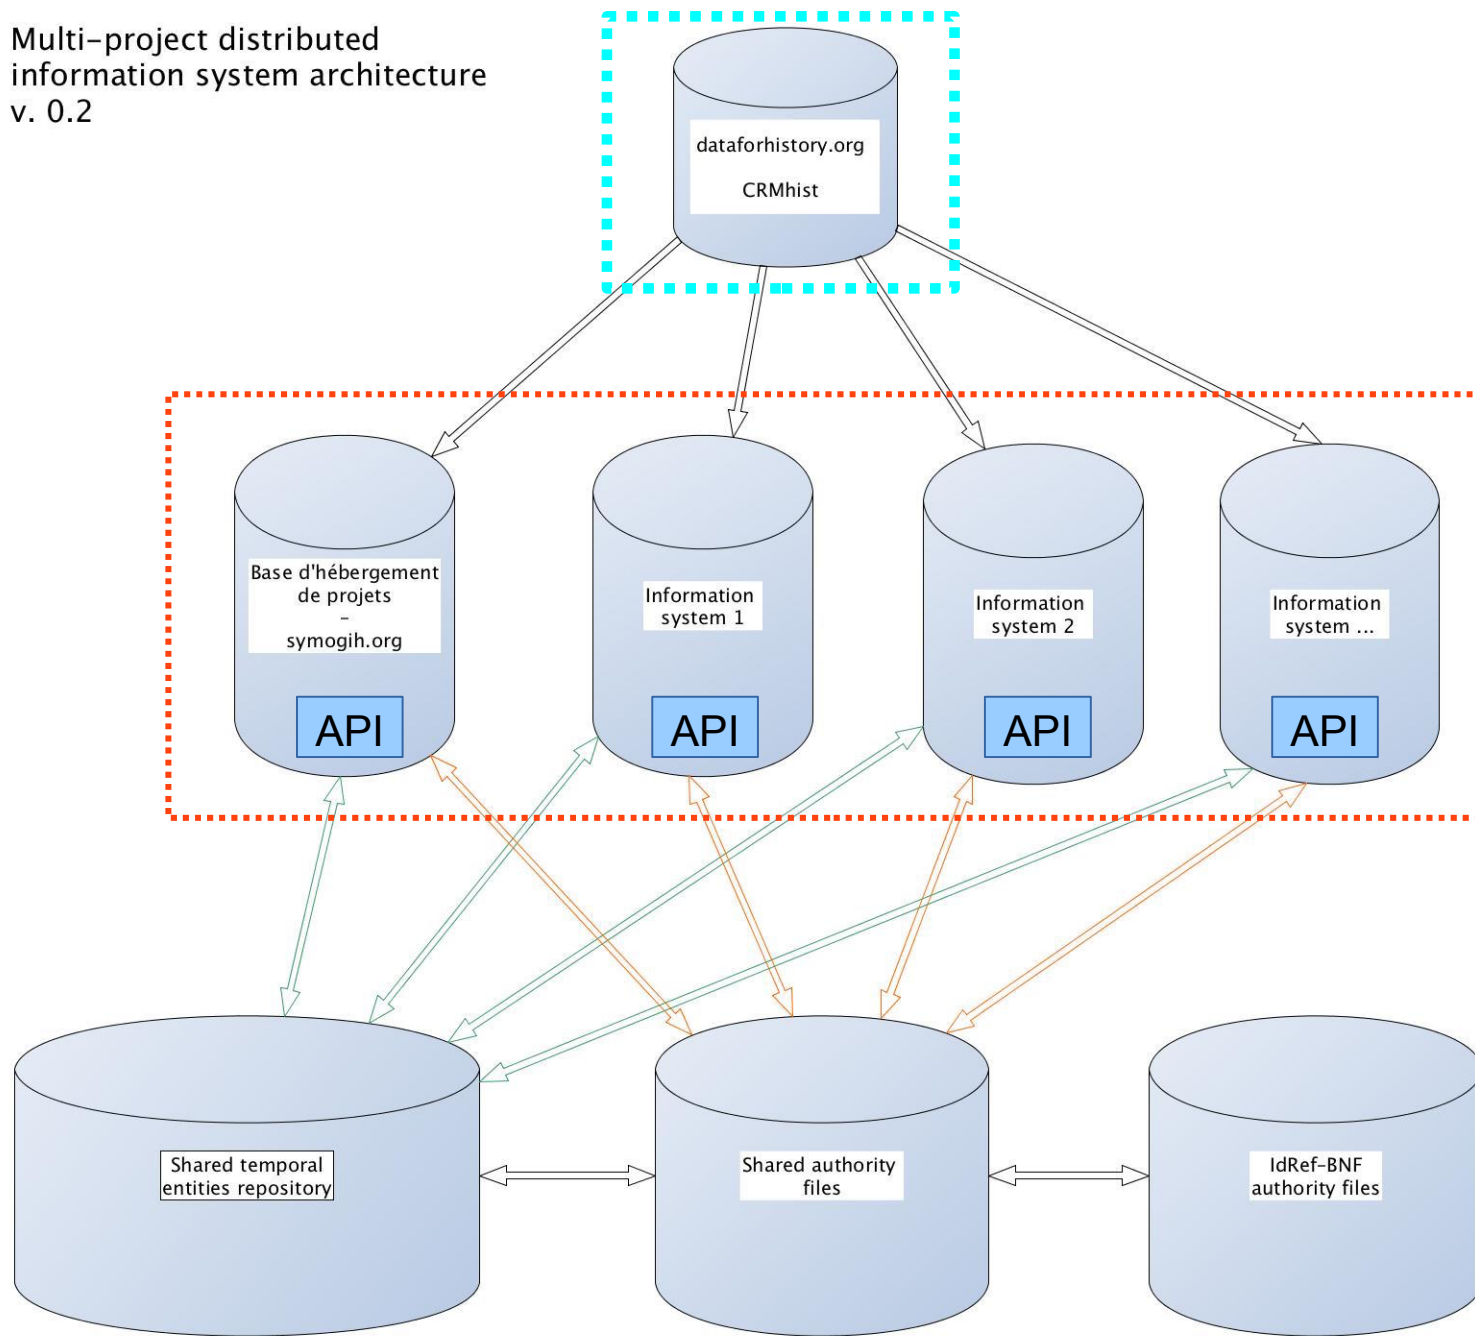 Multi-project distributed
information system architecture
v. 0.2
dataforhistory.org
CRMhist
Base d'hébergement
de projets
–
symogih.org
API
Information
system 1
API
Information
system 2
API
Information
system ...
API
Shared temporal
entities repository
Shared authority
files
IdRef-BNF
authority files